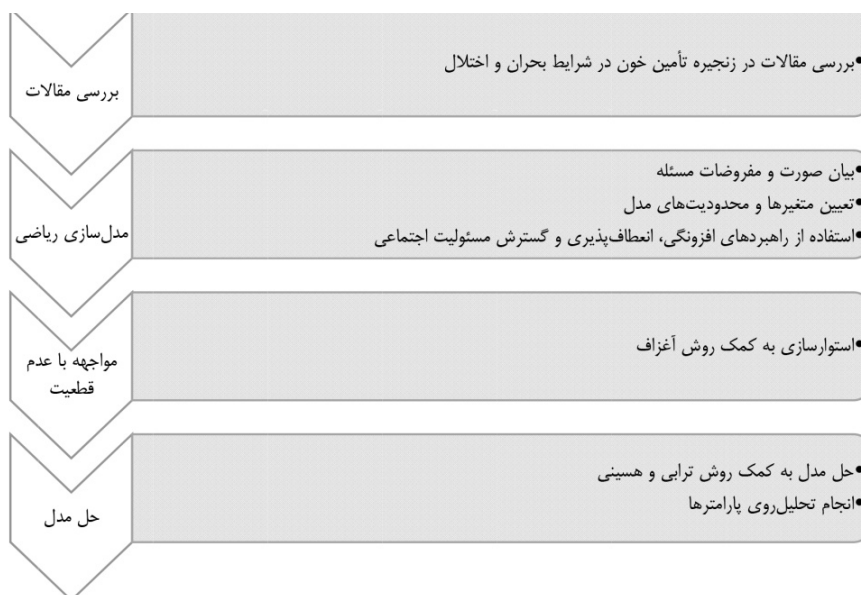 بررسی مقالات
•بررسی مقالات در زنجیره تأمین خون در شرایط بحران و اختلال
مدل‌سازی ریاضی
•بیان صورت و مفروضات مسئله
•تعیین متغیرها و محدودیت‌های مدل
•استفاده از راهبردهای افزونگی، انعطاف‌پذیری و گسترش مسئولیت اجتماعی
مواجهه با عدم
قطعیت
•استوارسازی به کمک روش آغزاف
حل مدل
•حل مدل به کمک روش ترابی و هسینی
•انجام تحلیل‌روی پارامترها